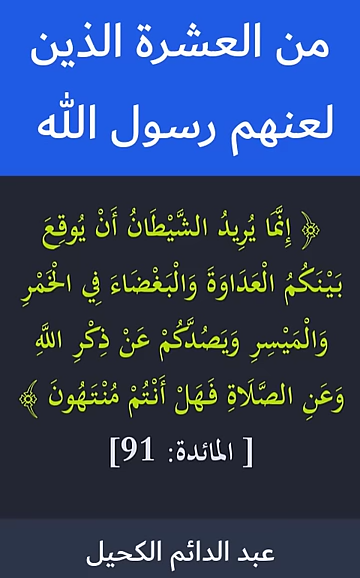 من العشرة الذين
لعنهم رسول الله
﴿ إِنَّمَا يُرِيدُ الشَّيْطَانُ أَنْ يُوقِعَ
بَيْنَكُمُ الْعَدَاوَةَ وَالْبَغْضَاءَ فِي الْخَمْرِ
وَالْمَيْسِرِ وَيَصُدَّكُمْ عَنْ ذِكْرِ اللَّهِ
وَعَنِ الصَّلَاةِ فَهَلْ أَنْتُمْ مُنْتَهُونَ ﴾
[ المائدة: 91]
عبد الدائم الكحيل